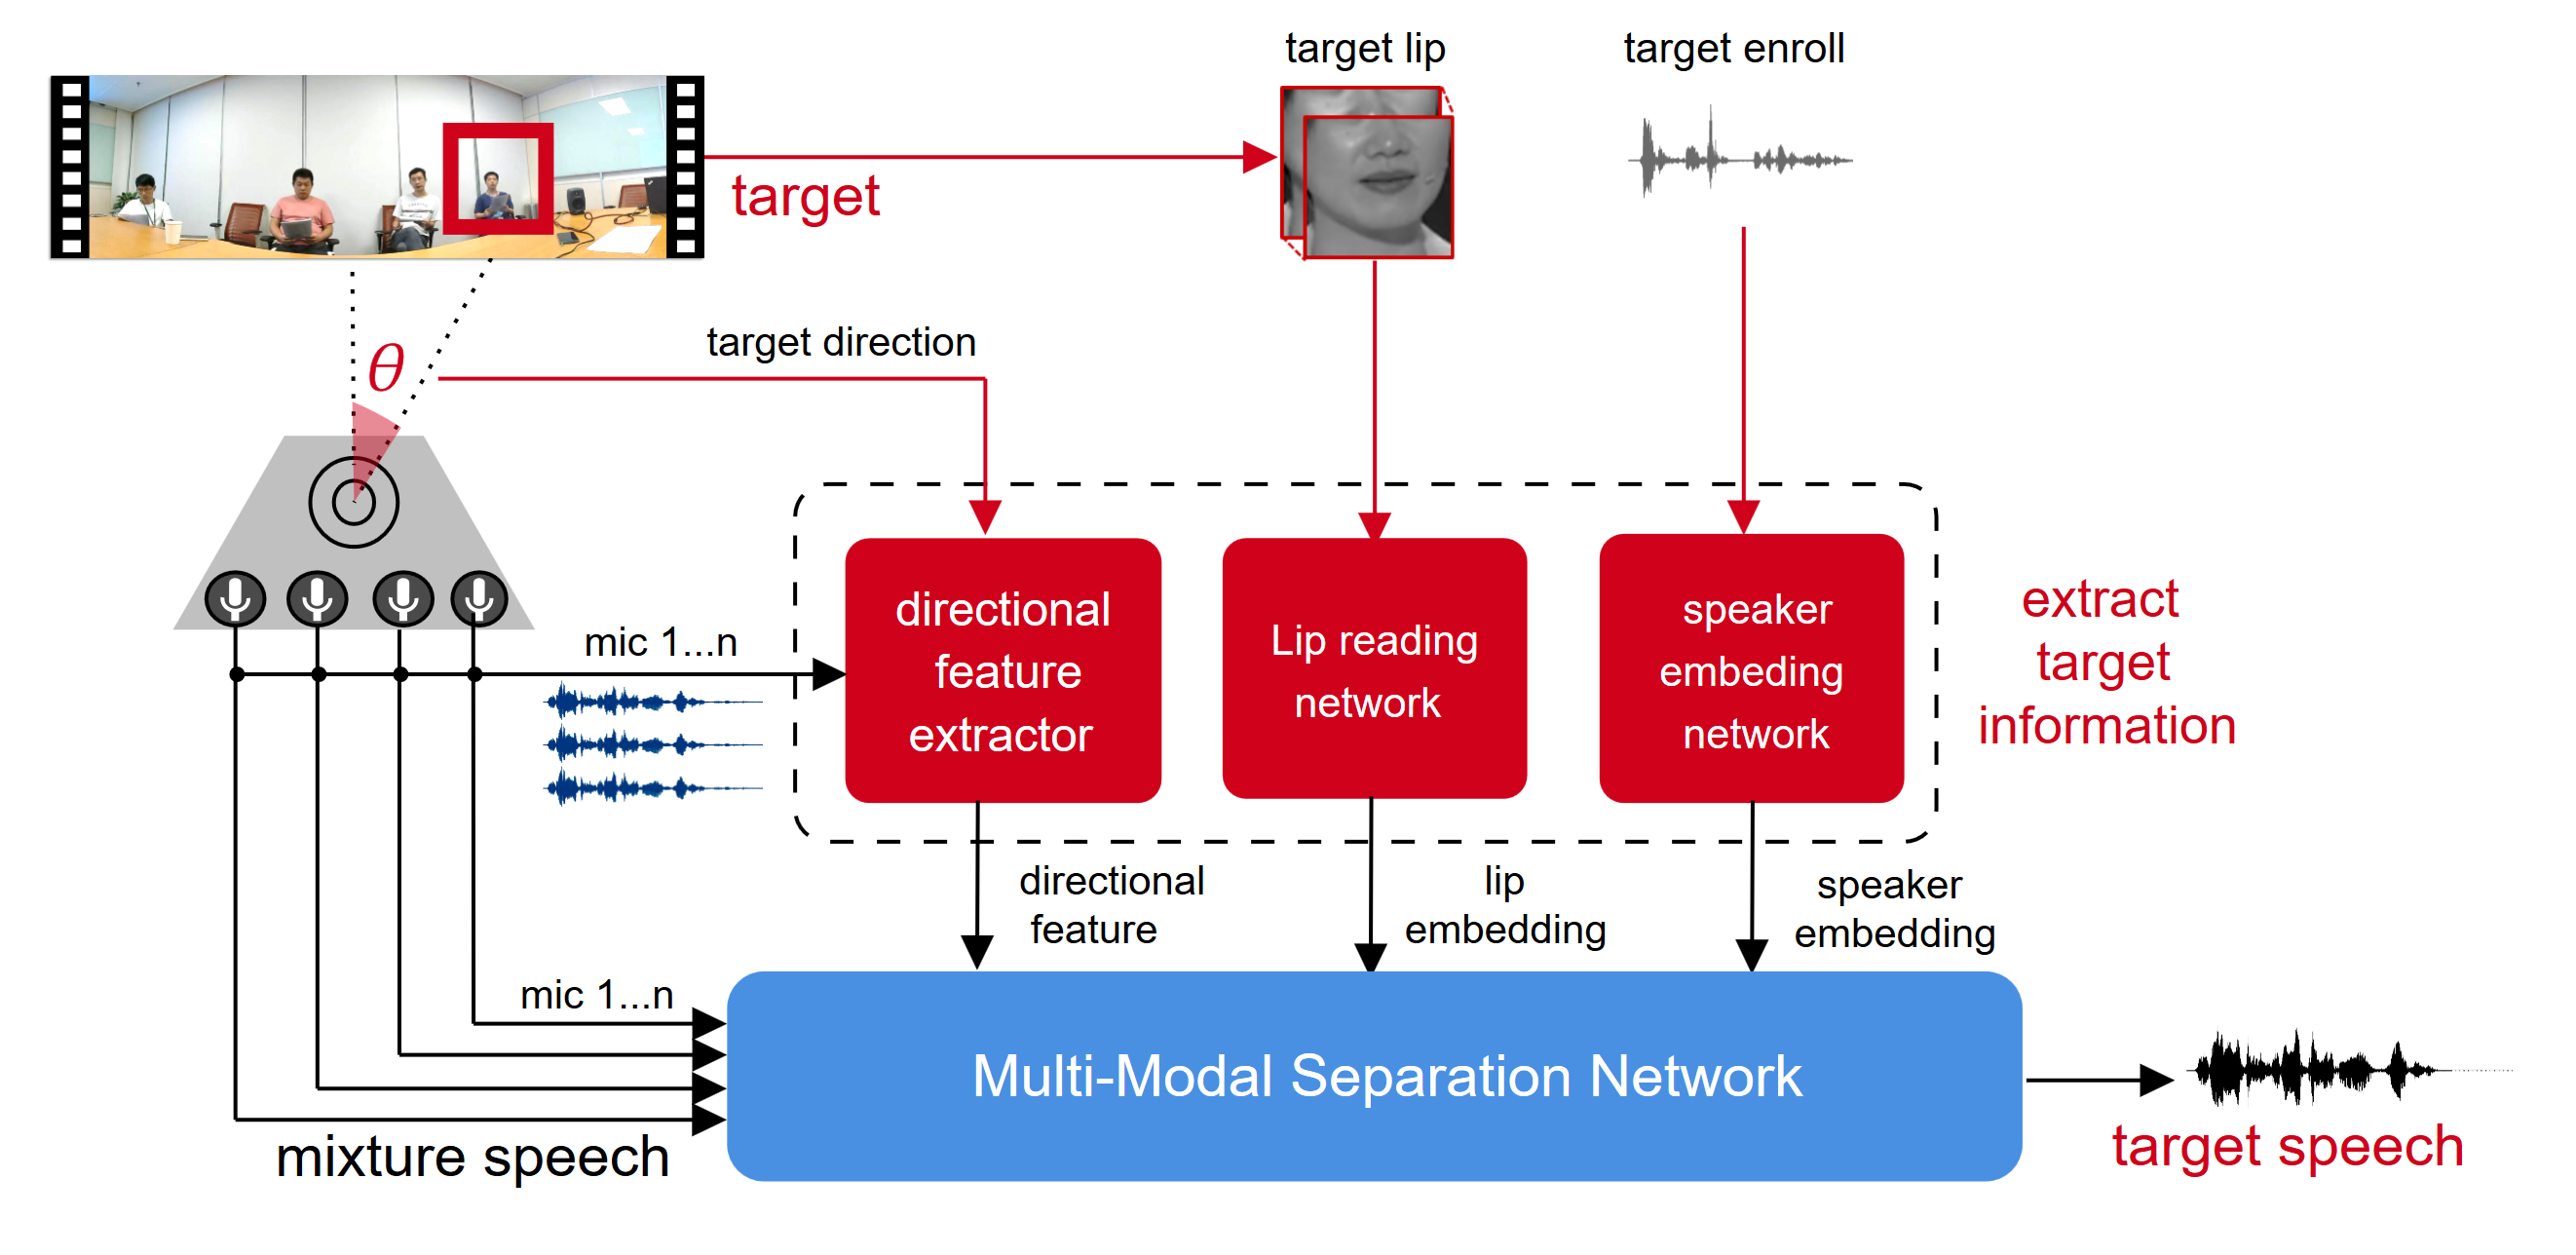 target lip
target enroll
target
target direction
θ
mic 1...n
directional
feature
extractor
Lip reading
network
speaker
embeding
network
extract
target
information
directional
feature
lip
embedding
speaker
embedding
mic 1...n
Multi-Modal Separation Network
mixture speech
target speech